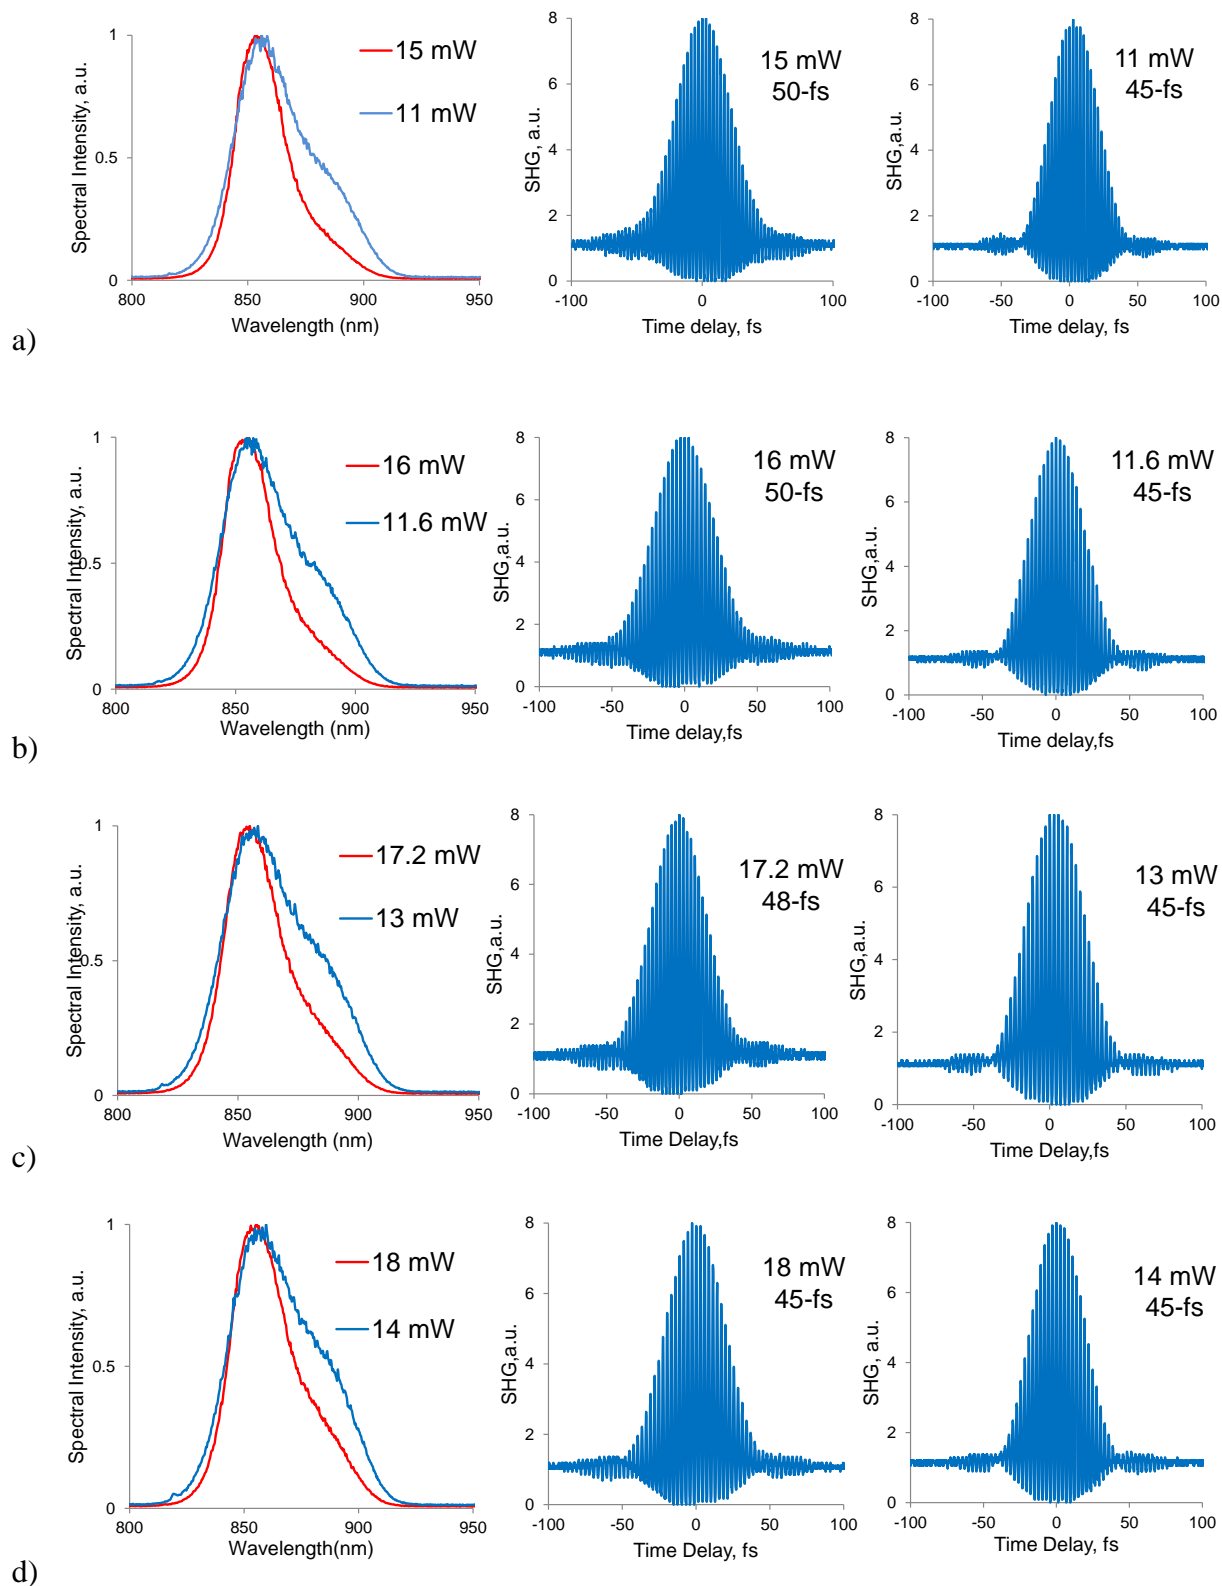 Spectral Intensity, a.u.
1
0.5
0
800
850
900
950
Wavelength (nm)
15 mW
11 mW
SHG, a.u.
8
6
4
2
0
-100
0
100
Time delay, fs
15 mW
50-fs
SHG,a.u.
8
6
4
2
0
-100
-50
0
50
100
Time delay, fs
11 mW
45-fs
a)
Spectral Intensity, a.u.
1
0.5
0
800
850
900
950
Wavelength (nm)
16 mW
11.6 mW
SHG,a.u.
8
6
4
2
0
-100
-50
0
50
100
Time delay,fs
16 mW
50-fs
SHG,a.u.
8
6
4
2
0
-100
-50
0
50
100
Time delay,fs
11.6 mW
45-fs
b)
Spectral Intensity, a.u.
1
0.5
0
800
850
900
950
Wavelength (nm)
17.2 mW
13 mW
SHG,a.u.
8
6
4
2
0
-100
-50
0
50
100
Time Delay,fs
17.2 mW
48-fs
SHG,a.u.
8
6
4
2
0
-100
-50
0
50
100
Time Delay,fs
13 mW
45-fs
c)
Spectral Intensity, a.u.
1
0.5
0
800
850
900
950
Wavelength(nm)
18 mW
14 mW
SHG,a.u.
8
6
4
2
0
-100
-50
0
50
100
Time Delay, fs
18 mW
45-fs
SHG, a.u.
8
6
4
2
0
-100
-50
0
50
100
Time Delay, fs
14 mW
45-fs
d)